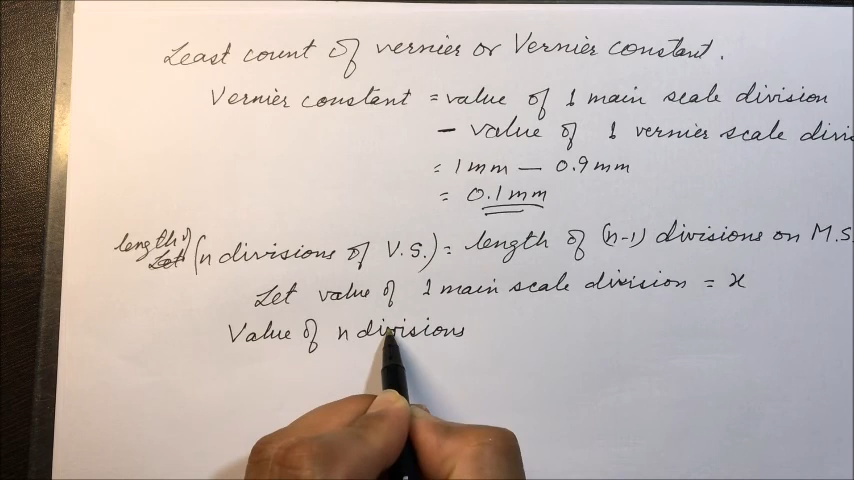 Least count of vernier or Vernier constant.
Vernier constant = value of 1 main scale division
- value of 1 vernier scale divis
= 1mm - 0.9mm
= 0.1mm
length of (n divisions of V.S.) = length of (n-1) divisions on M.S.
Let value of 1 main scale division = x
Value of n divisions